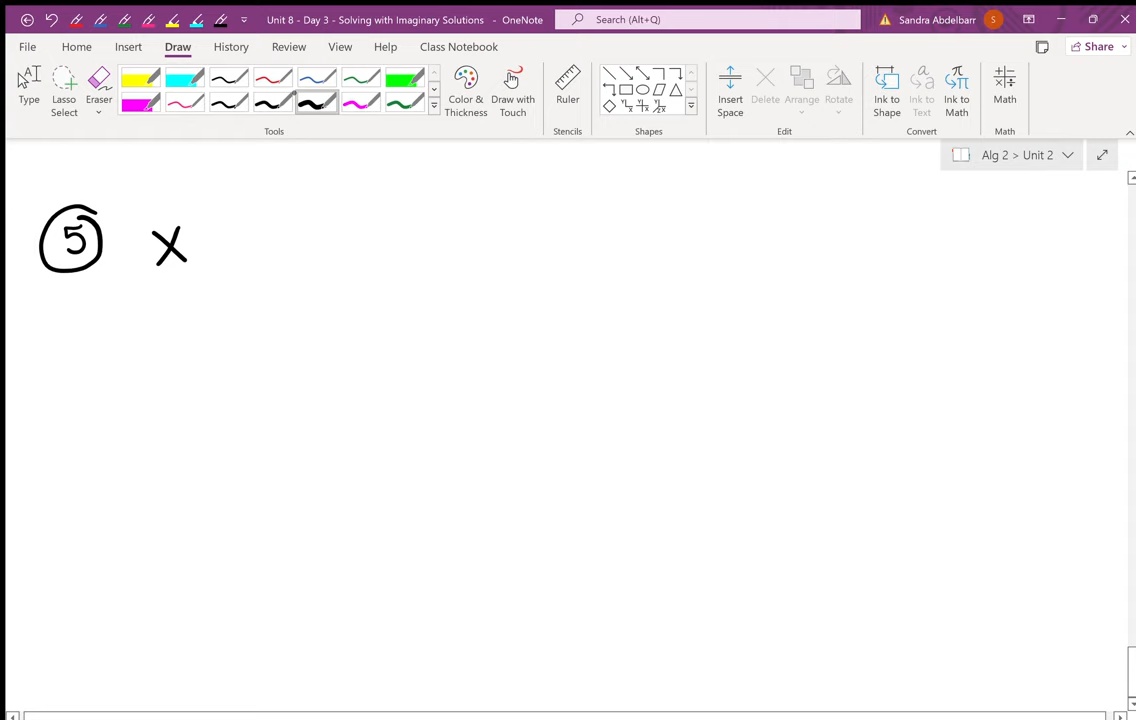 Unit 8 - Day 3 - Solving with Imaginary Solutions - OneNote
Search (Alt+Q)
Sandra Abdelbarr
S
File Home Insert Draw History Review View Help Class Notebook
Share
Type
Lasso Select
Eraser
Color & Thickness
Draw with Touch
Ruler
Insert Space
Delete
Arrange
Rotate
Ink to Shape
Ink to Text
Ink to Math
Math
Tools Stencils Shapes Edit Convert Math
Alg 2 > Unit 2
5 x